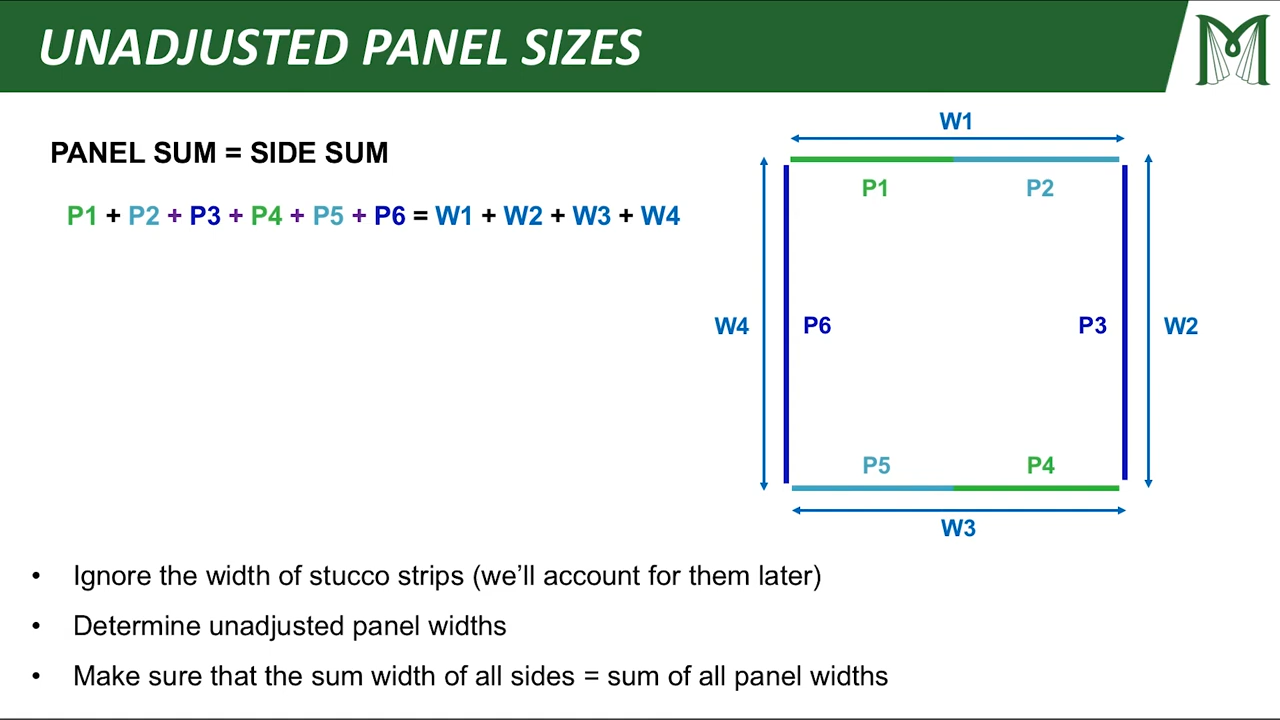 UNADJUSTED PANEL SIZES
M
PANEL SUM = SIDE SUM
P1 + P2 + P3 + P4 + P5 + P6 = W1 + W2 + W3 + W4
W1
P1
P2
W4
P6
P3
W2
P5
P4
W3
• Ignore the width of stucco strips (we’ll account for them later)
• Determine unadjusted panel widths
• Make sure that the sum width of all sides = sum of all panel widths